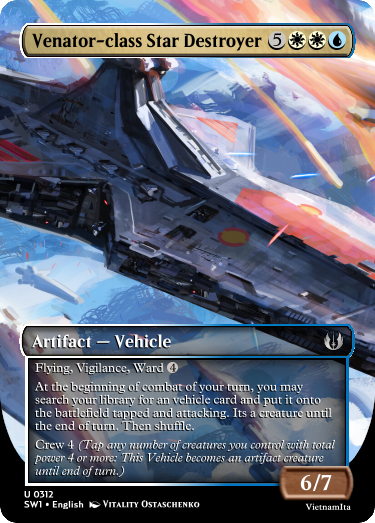 Venator-class Star Destroyer 5
Artifact — Vehicle
Flying, Vigilance, Ward 4
At the beginning of combat of your turn, you may
search your library for an vehicle card and put it onto
the battlefield tapped and attacking. Its a creature until
the end of turn. Then shuffle.
Crew 4 (Tap any number of creatures you control with total
power 4 or more: This Vehicle becomes an artifact creature
until end of turn.)
6/7
U 0312
SW1 • English VITALITY OSTASCHENKO
VietnamIta